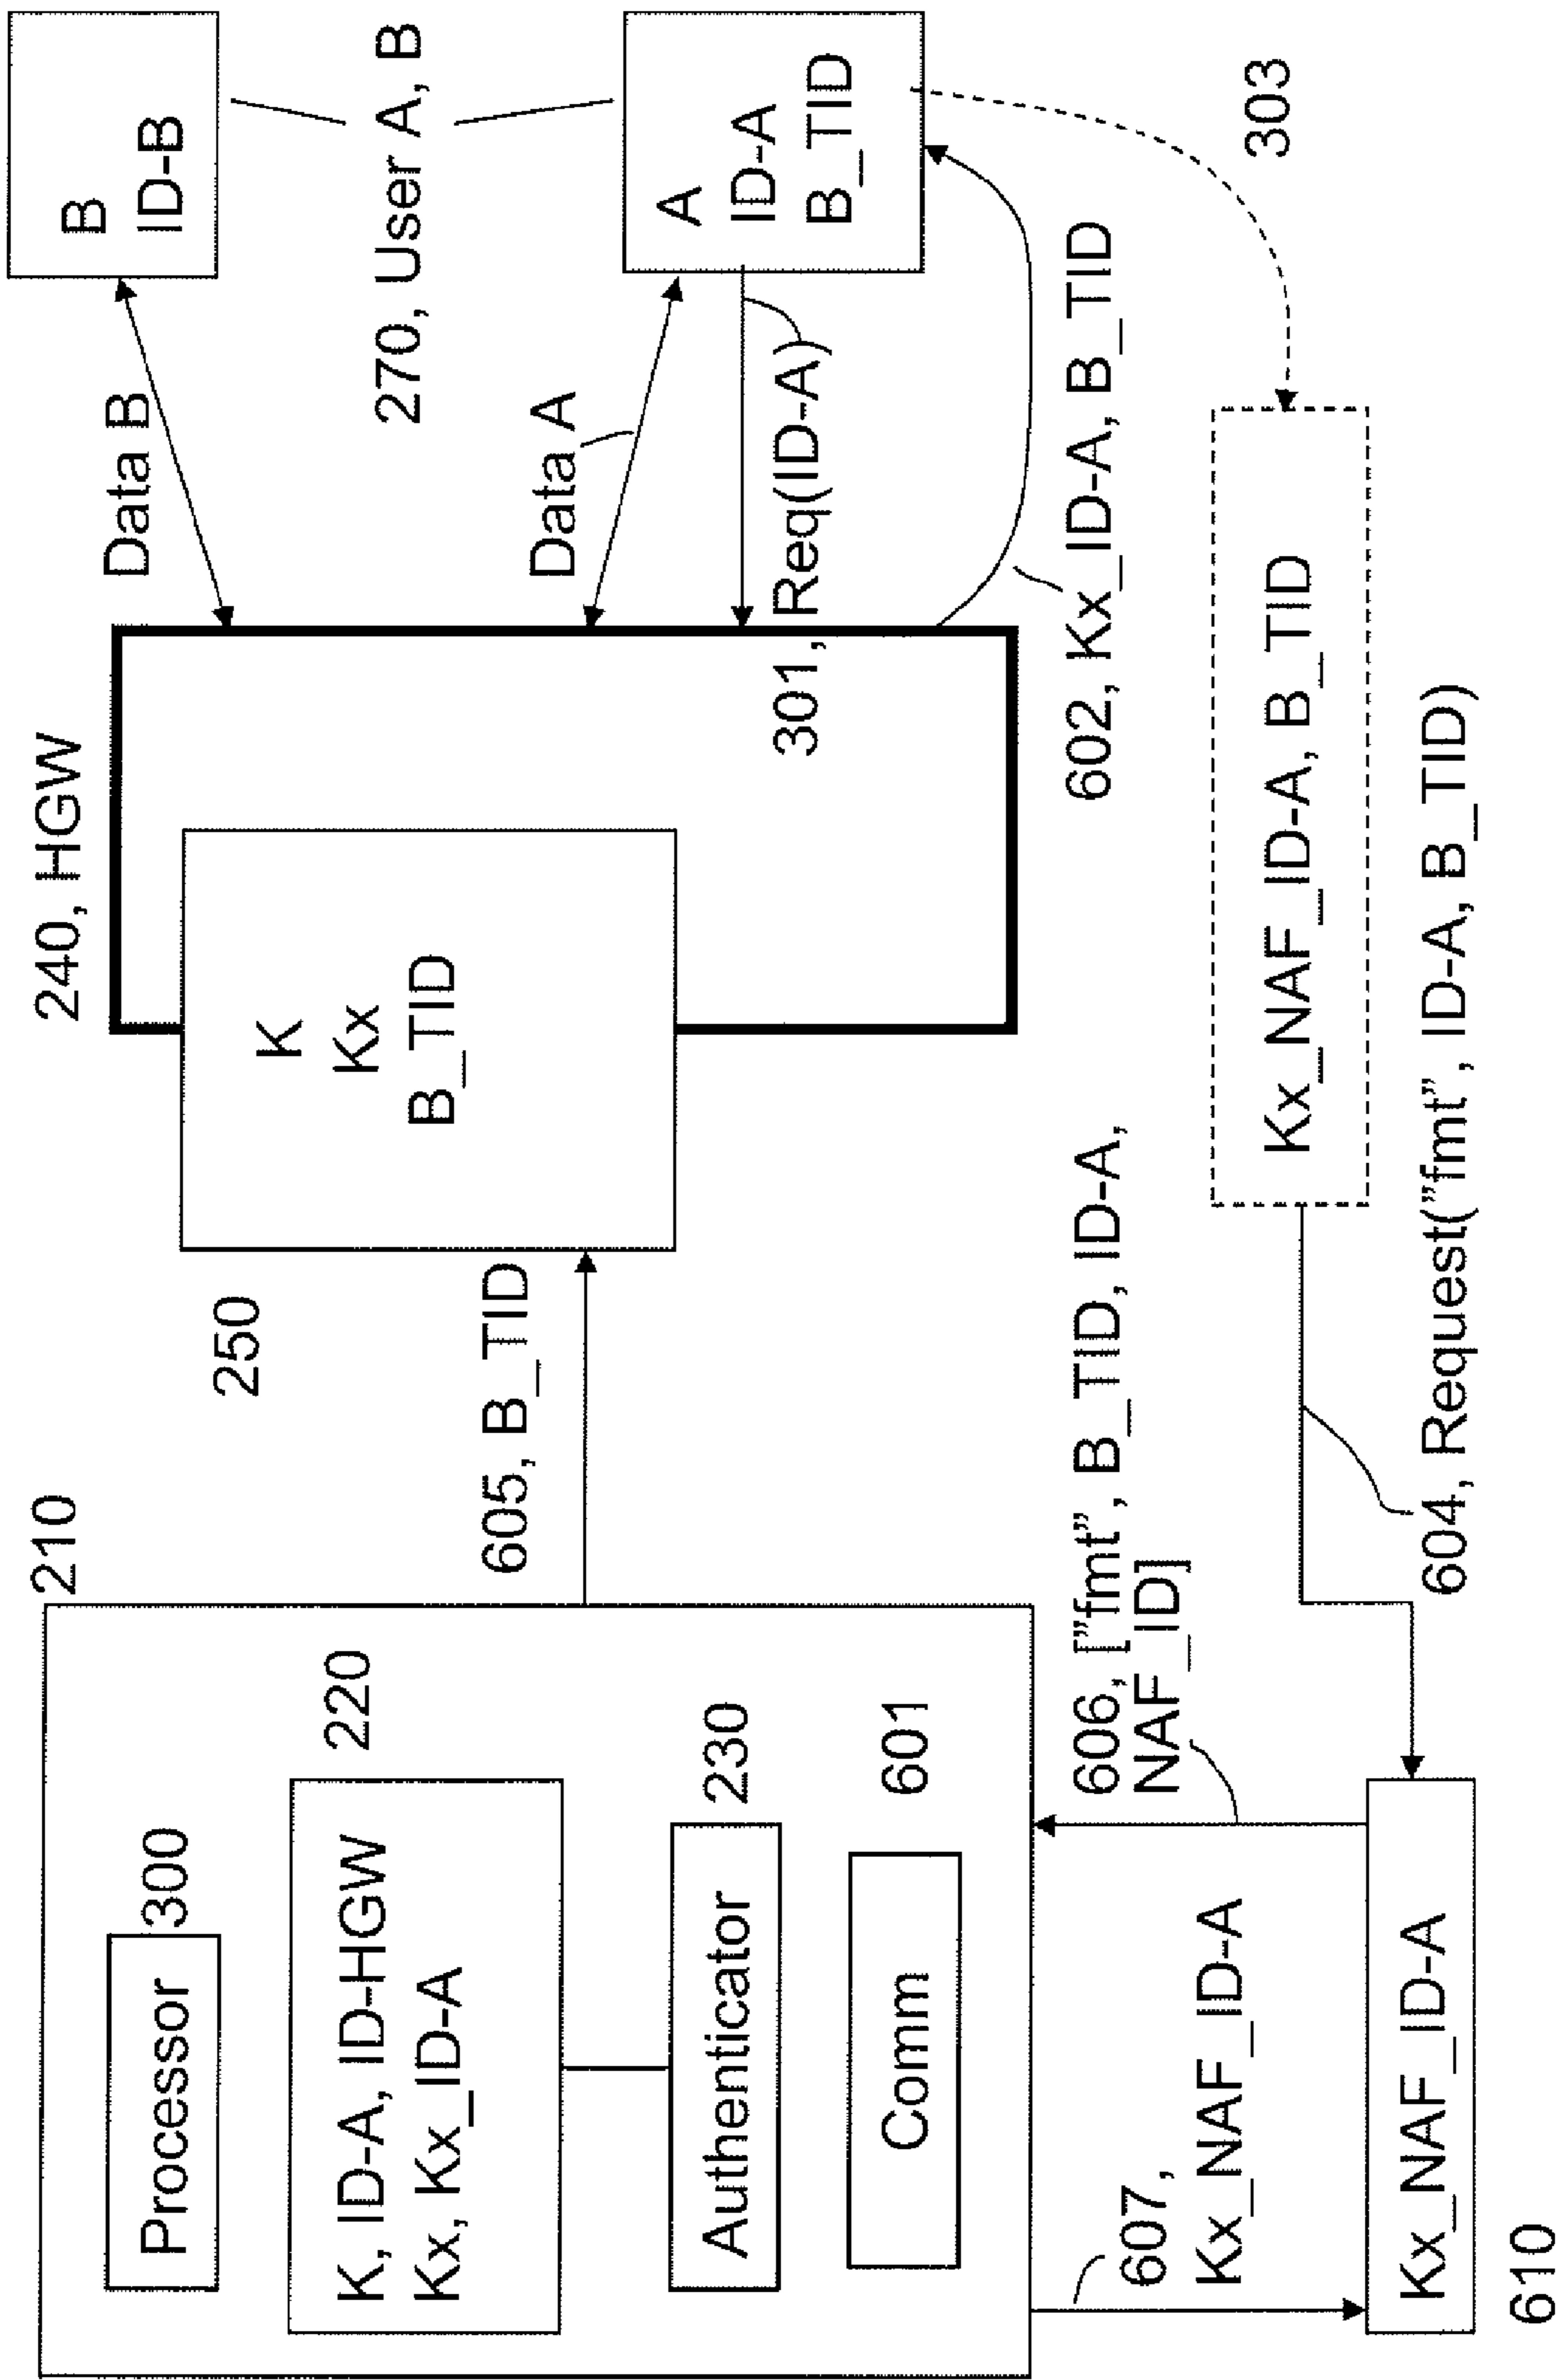 210
Processor
300
K, ID-A, ID-HGW
Kx, Kx_ID-A
220
Authenticator
230
Comm
601
605, B_TID
240, HGW
250
K
Kx
B_TID
Data B
B
ID-B
270, User A, B
Data A
A
ID-A
B_TID
301, Req(ID-A)
602, Kx_ID-A, B_TID
303
606, ["fmt", B_TID, ID-A,
NAF_ID]
607,
Kx_NAF_ID-A
Kx_NAF_ID-A, B_TID
604, Request("fmt", ID-A, B_TID)
Kx_NAF_ID-A
610